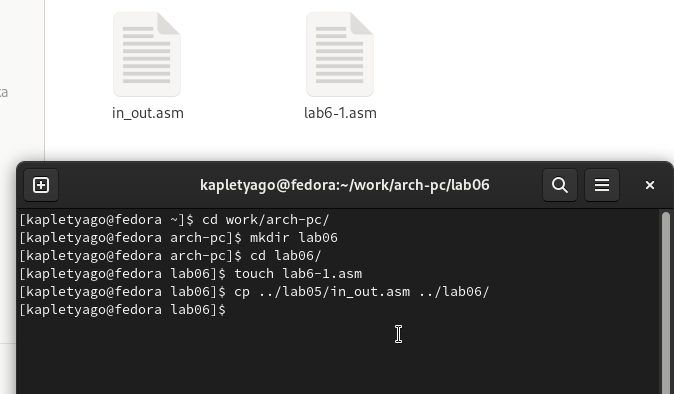 in_out.asm
lab6-1.asm
ка
kapletyago@fedora:~/work/arch-pc/lab06
[kapletyago@fedora ~]$ cd work/arch-pc/
[kapletyago@fedora arch-pc]$ mkdir lab06
[kapletyago@fedora arch-pc]$ cd lab06/
[kapletyago@fedora lab06]$ touch lab6-1.asm
[kapletyago@fedora lab06]$ cp ../lab05/in_out.asm ../lab06/
[kapletyago@fedora lab06]$